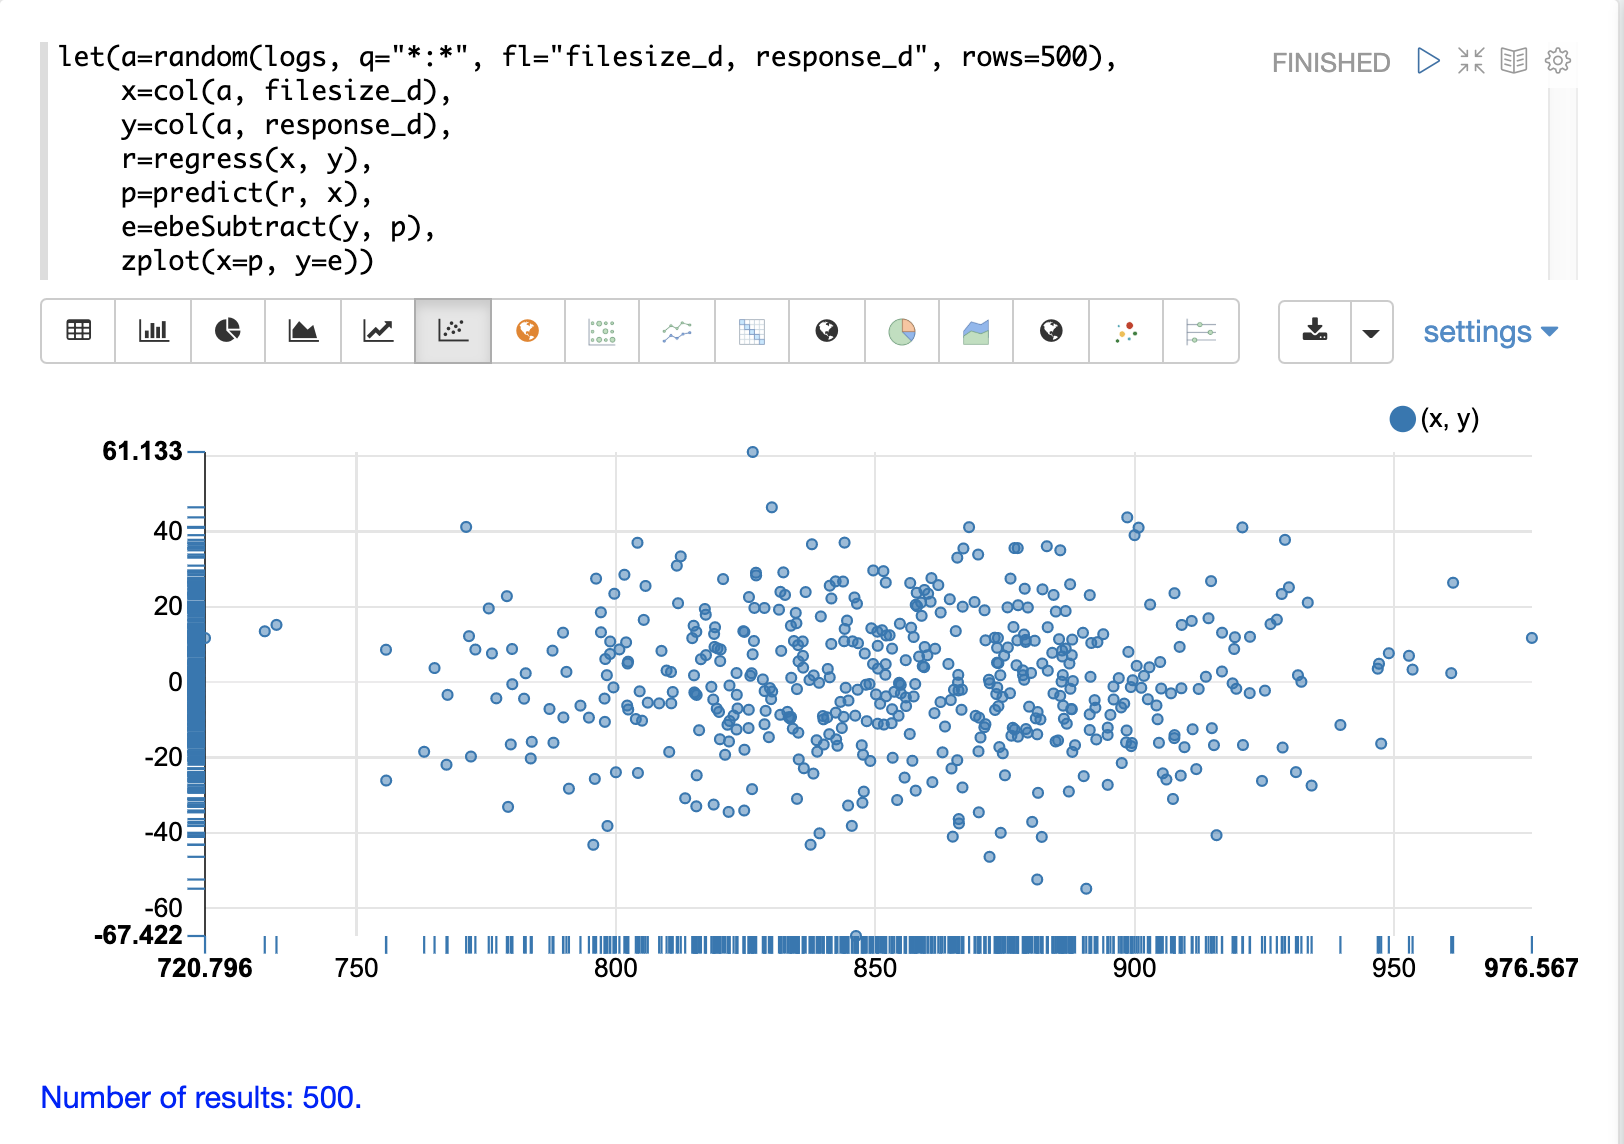 let(a=random(logs, q="*:*", fl="filesize_d, response_d", rows=500),
x=col(a, filesize_d),
y=col(a, response_d),
r=regress(x, y),
p=predict(r, x),
e=ebeSubtract(y, p),
zplot(x=p, y=e))
FINISHED
settings
(x, y)
61.133
40
20
0
-20
-40
-60
-67.422
720.796 750 800 850 900 950 976.567
Number of results: 500.